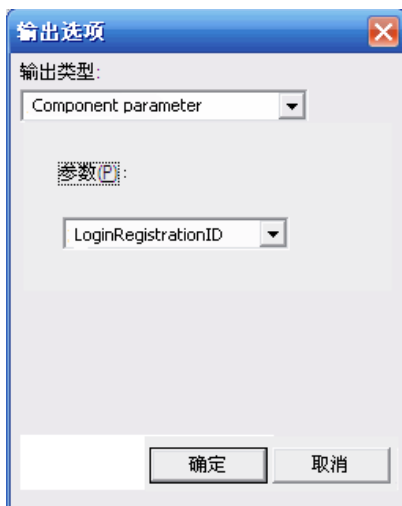 输出选项
输出类型:
Component parameter
参数(P):
LoginRegistrationID
确定
取消